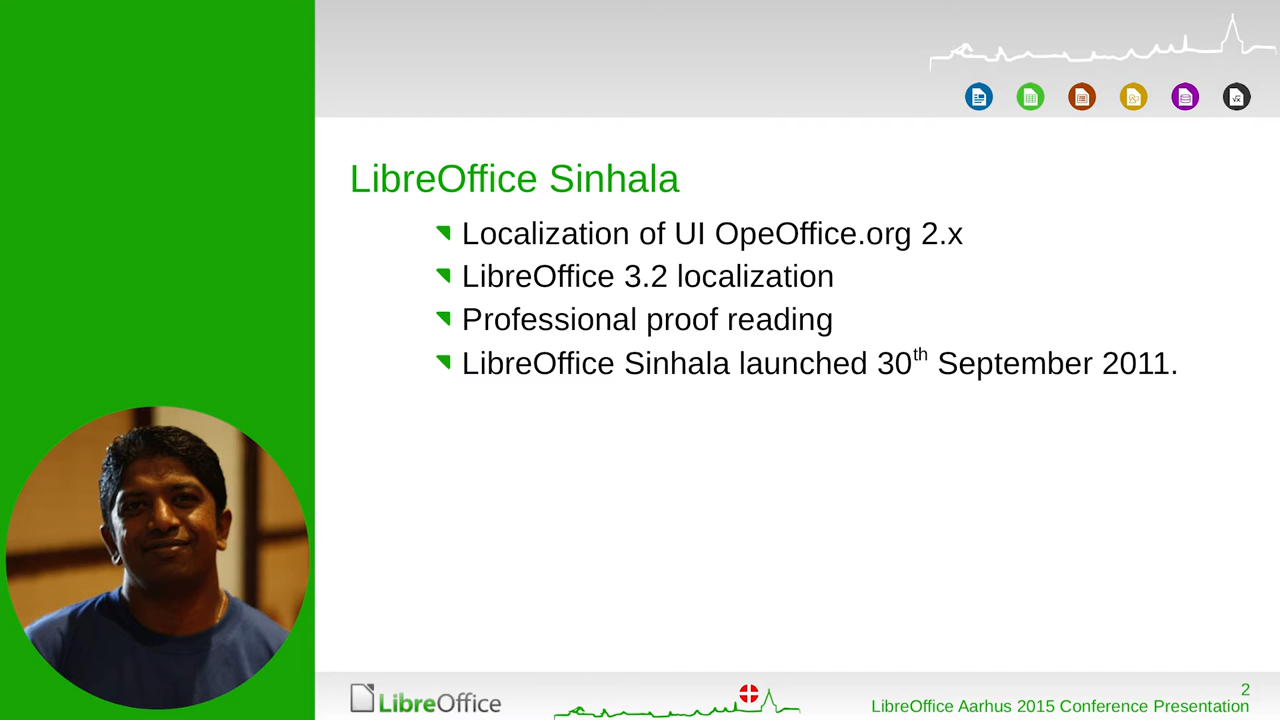 LibreOffice Sinhala
Localization of UI OpeOffice.org 2.x
LibreOffice 3.2 localization
Professional proof reading
LibreOffice Sinhala launched 30th September 2011.
LibreOffice
2
LibreOffice Aarhus 2015 Conference Presentation